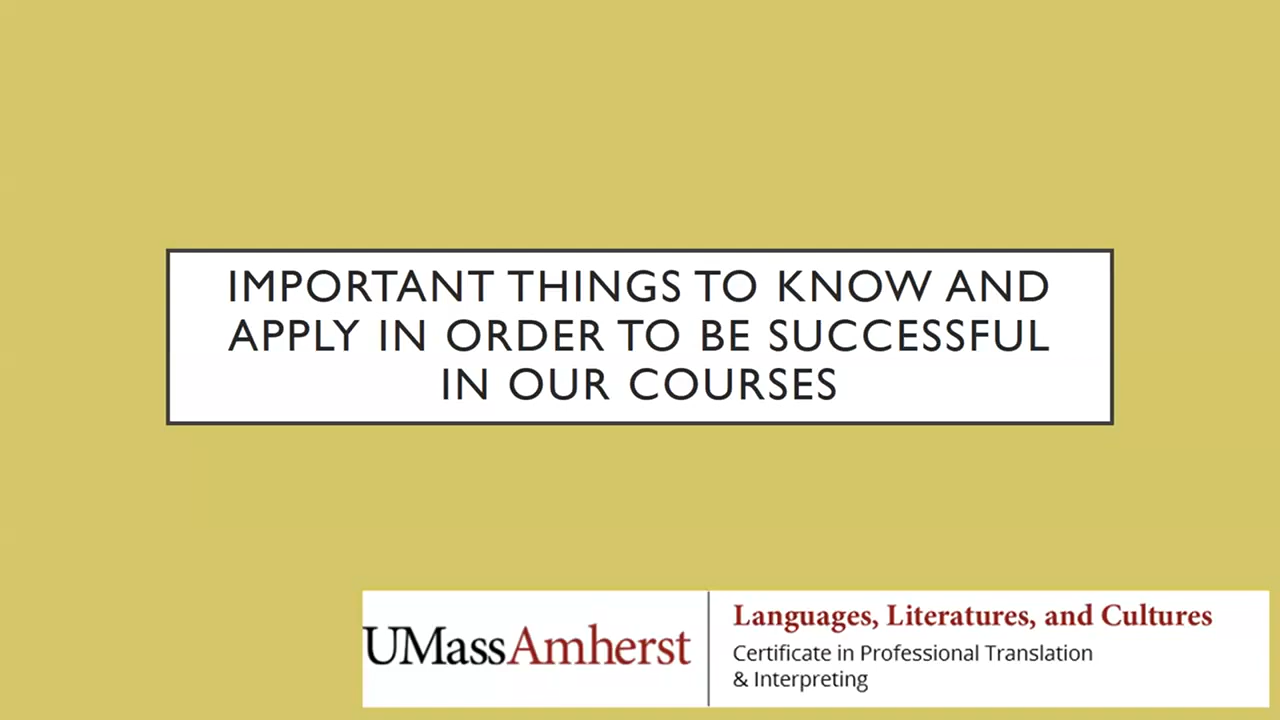 IMPORTANT THINGS TO KNOW AND
APPLY IN ORDER TO BE SUCCESSFUL
IN OUR COURSES
UMassAmherst
Languages, Literatures, and Cultures
Certificate in Professional Translation
& Interpreting